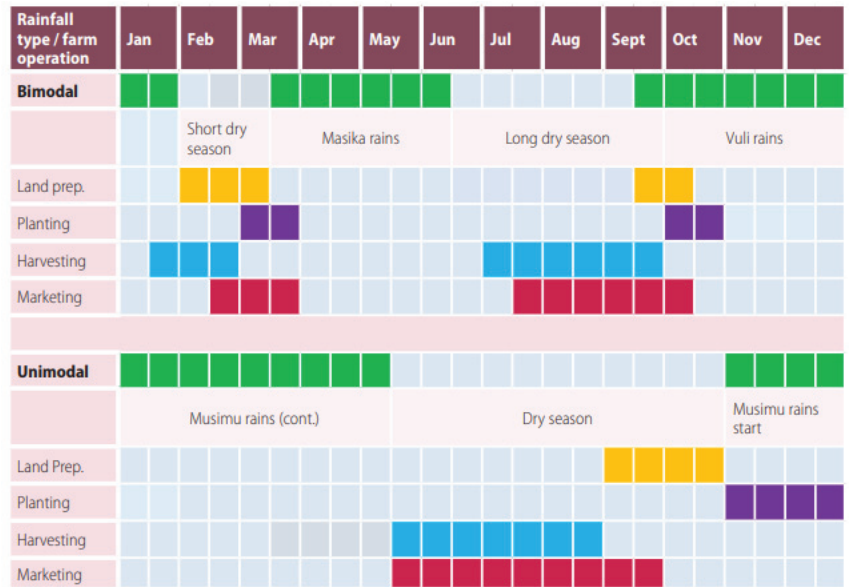 Rainfall
type / farm
operation
Jan Feb Mar Apr May Jun Jul Aug Sept Oct Nov Dec
Bimodal
Short dry
season
Masika rains
Long dry season
Vuli rains
Land prep.
Planting
Harvesting
Marketing
Unimodal
Musimu rains (cont.)
Dry season
Musimu rains
start
Land Prep.
Planting
Harvesting
Marketing